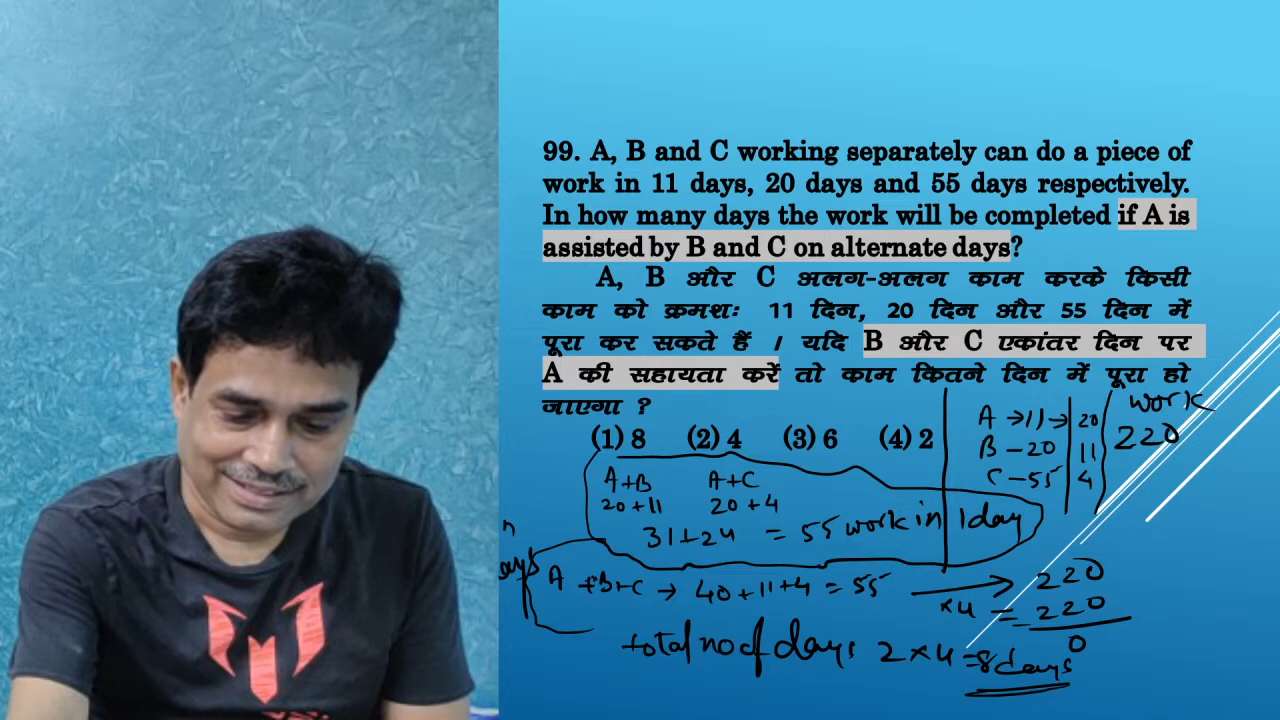 99. A, B and C working separately can do a piece of
work in 11 days, 20 days and 55 days respectively.
In how many days the work will be completed if A is
assisted by B and C on alternate days?
A, B और C अलग-अलग काम करके किसी
काम को क्रमशः 11 दिन, 20 दिन और 55 दिन में
पूरा कर सकते हैं । यदि B और C एकांतर दिन पर
A की सहायता करें तो काम कितने दिन में पूरा हो
जाएगा ?
(1) 8 (2) 4 (3) 6 (4) 2
A → 11 → 20
B - 20 11
C - 55 4
work
220
A+B A+C
20+11 20+4
31+24 = 55 work in 1 day
ays
A +B+C → 40+11+4 = 55 → 220
×4 = 220
0
total no of days 2×4 = 8 days